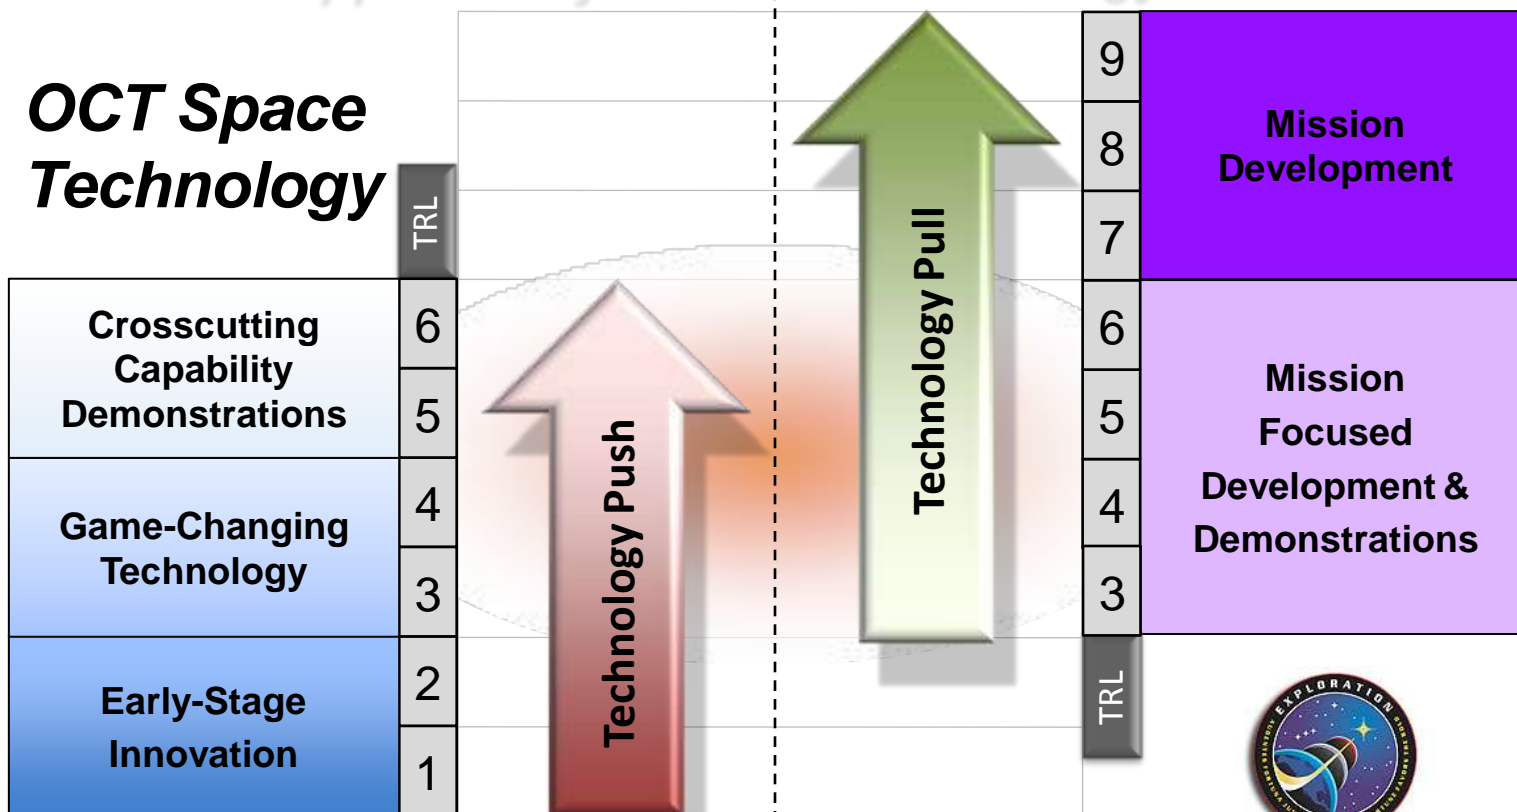 OCT Space
Technology
TRL
Crosscutting
Capability
Demonstrations
Game-Changing
Technology
Early-Stage
Innovation
6
5
4
3
2
1
Technology Push
Technology Pull
9
8
7
6
5
4
3
TRL
Mission
Development
Mission
Focused
Development &
Demonstrations
EXPLORATION